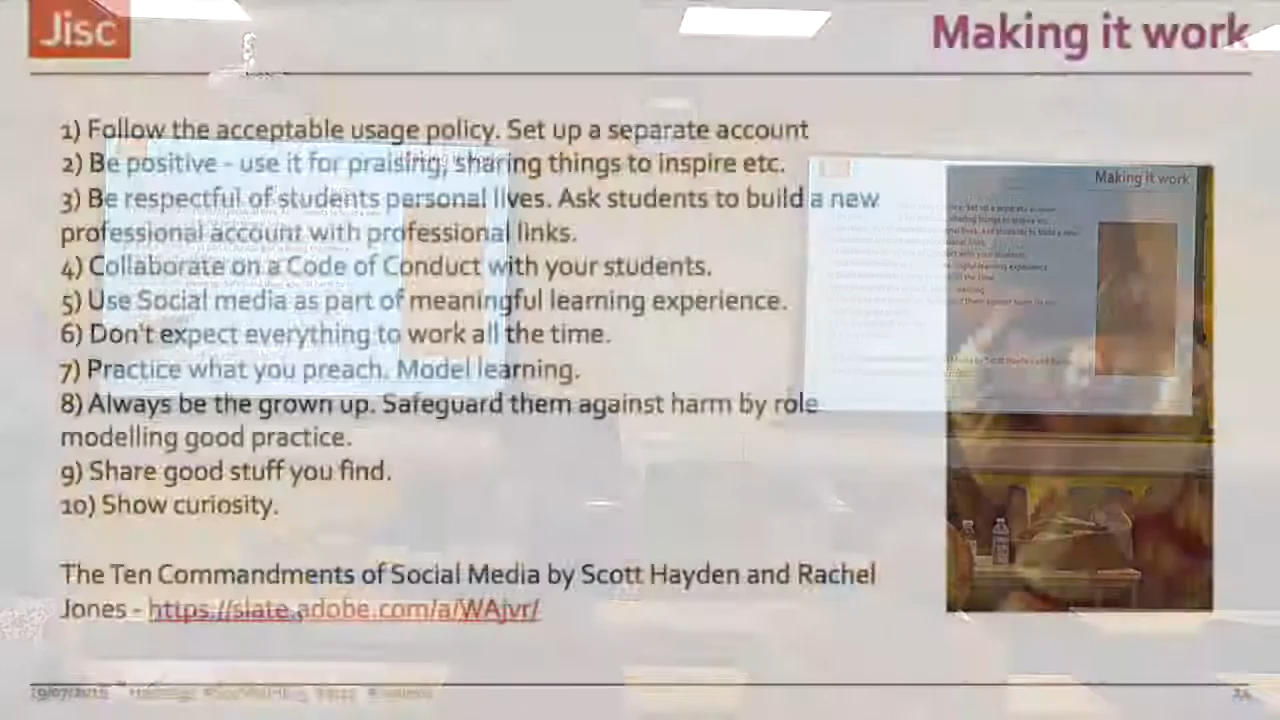 Jisc
Making it work
1) Follow the acceptable usage policy. Set up a separate account
2) Be positive - use it for praising, sharing things to inspire etc.
3) Be respectful of students personal lives. Ask students to build a new
professional account with professional links.
4) Collaborate on a Code of Conduct with your students.
5) Use Social media as part of meaningful learning experience.
6) Don't expect everything to work all the time.
7) Practice what you preach. Model learning.
8) Always be the grown up. Safeguard them against harm by role
modelling good practice.
9) Share good stuff you find.
10) Show curiosity.
The Ten Commandments of Social Media by Scott Hayden and Rachel
Jones - https://slate.adobe.com/a/WAjvr/
Making it work